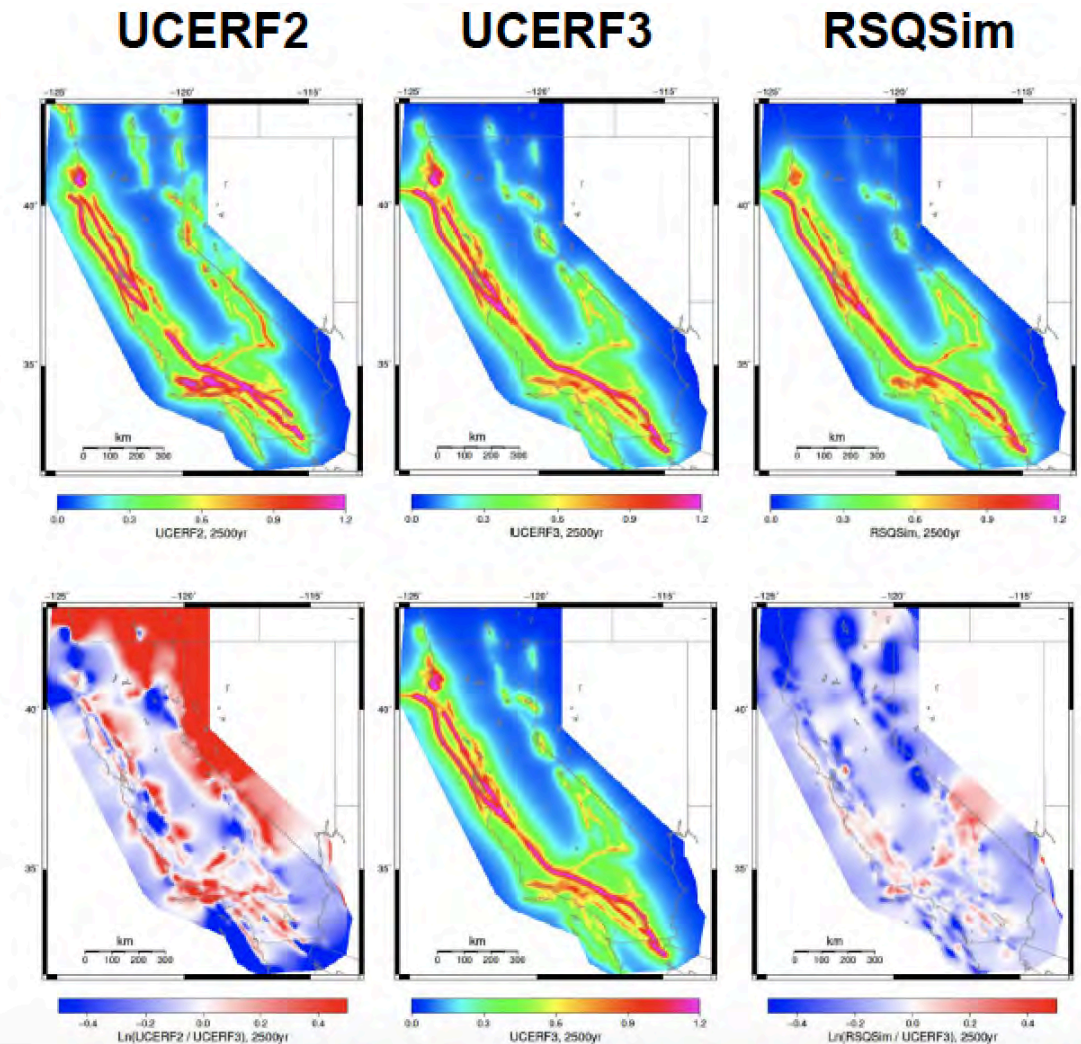 UCERF2 UCERF3 RSQSim
-125° -120° -115° -125° -120° -115° -125° -120° -115°
40° 40° 40°
35° 35° 35°
km km km
0 100 200 300 0 100 200 300 0 100 200 300
0.0 0.3 0.6 0.9 1.2 0.0 0.3 0.6 0.9 1.2 0.0 0.3 0.6 0.9 1.2
UCERF2, 2500yr UCERF3, 2500yr RSQSim, 2500yr
-125° -120° -115° -125° -120° -115° -125° -120° -115°
40° 40° 40°
35° 35° 35°
km km km
0 100 200 300 0 100 200 300 0 100 200 300
-0.4 -0.2 0.0 0.2 0.4 0.0 0.3 0.6 0.9 1.2 -0.4 -0.2 0.0 0.2 0.4
Ln(UCERF2 / UCERF3), 2500yr UCERF3, 2500yr Ln(RSQSim / UCERF3), 2500yr